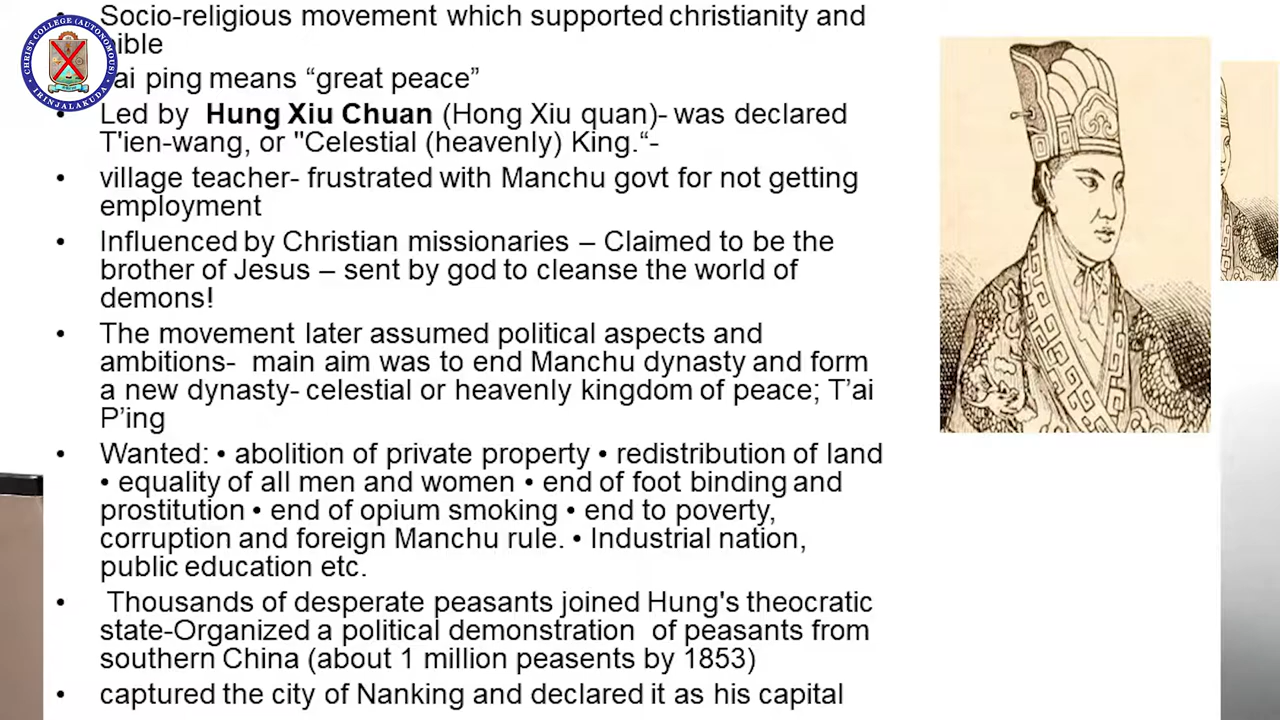 • Socio-religious movement which supported christianity and
ible
ai ping means “great peace”
• Led by Hung Xiu Chuan (Hong Xiu quan)- was declared
T'ien-wang, or "Celestial (heavenly) King.“-
• village teacher- frustrated with Manchu govt for not getting
employment
• Influenced by Christian missionaries – Claimed to be the
brother of Jesus – sent by god to cleanse the world of
demons!
• The movement later assumed political aspects and
ambitions- main aim was to end Manchu dynasty and form
a new dynasty- celestial or heavenly kingdom of peace; T’ai
P’ing
• Wanted: • abolition of private property • redistribution of land
• equality of all men and women • end of foot binding and
prostitution • end of opium smoking • end to poverty,
corruption and foreign Manchu rule. • Industrial nation,
public education etc.
• Thousands of desperate peasants joined Hung's theocratic
state-Organized a political demonstration of peasants from
southern China (about 1 million peasents by 1853)
• captured the city of Nanking and declared it as his capital
CHRIST COLLEGE (AUTONOMOUS)
IRINJALAKUDA